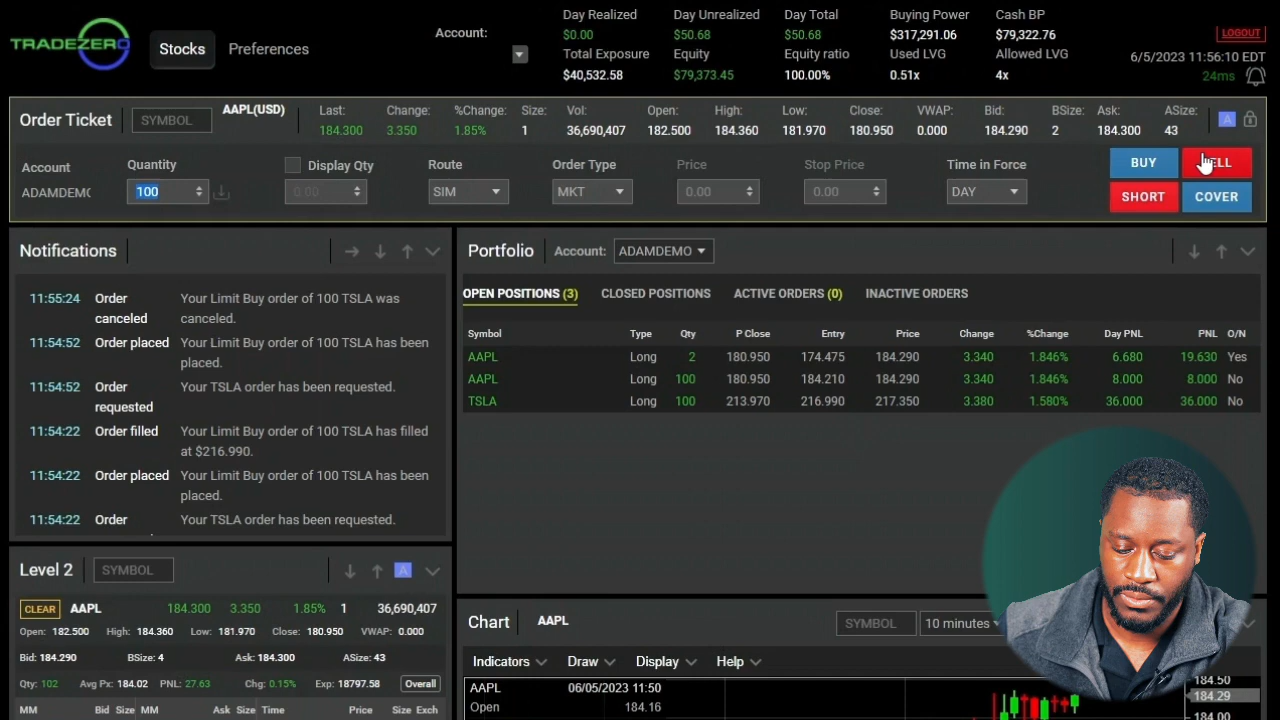 TRADEZERO
Stocks
Preferences
Account:
Day Realized
$0.00
Total Exposure
$40,532.58
Day Unrealized
$50.68
Equity
$79,373.45
Day Total
$50.68
Equity ratio
100.00%
Buying Power
$317,291.06
Used LVG
0.51x
Cash BP
$79,322.76
Allowed LVG
4x
LOGOUT
6/5/2023 11:56:10 EDT
24ms
Order Ticket
SYMBOL
AAPL(USD)
Last: Change: %Change: Size: Vol: Open: High: Low: Close: VWAP: Bid: BSize: Ask: ASize:
184.300 3.350 1.85% 1 36,690,407 182.500 184.360 181.970 180.950 0.000 184.290 2 184.300 43
A
Account Quantity Display Qty Route Order Type Price Stop Price Time in Force
ADAMDEMO 100 0.00 SIM MKT 0.00 0.00 DAY
BUY
SHORT COVER
Notifications
11:55:24 Order canceled Your Limit Buy order of 100 TSLA was canceled.
11:54:52 Order placed Your Limit Buy order of 100 TSLA has been placed.
11:54:52 Order requested Your TSLA order has been requested.
11:54:22 Order filled Your Limit Buy order of 100 TSLA has filled at $216.990.
11:54:22 Order placed Your Limit Buy order of 100 TSLA has been placed.
11:54:22 Order Your TSLA order has been requested.
Portfolio Account: ADAMDEMO
OPEN POSITIONS (3) CLOSED POSITIONS ACTIVE ORDERS (0) INACTIVE ORDERS
Symbol Type Qty P Close Entry Price Change %Change Day PNL PNL O/N
AAPL Long 2 180.950 174.475 184.290 3.340 1.846% 6.680 19.630 Yes
AAPL Long 100 180.950 184.210 184.290 3.340 1.846% 8.000 8.000 No
TSLA Long 100 213.970 216.990 217.350 3.380 1.580% 36.000 36.000 No
Level 2 SYMBOL A
CLEAR AAPL 184.300 3.350 1.85% 1 36,690,407
Open: 182.500 High: 184.360 Low: 181.970 Close: 180.950 VWAP: 0.000
Bid: 184.290 BSize: 4 Ask: 184.300 ASize: 43
Qty: 102 Avg Px: 184.02 PNL: 27.63 Chg: 0.15% Exp: 18797.58 Overall
MM Bid Size MM Ask Size Time Price Size Exch
Chart AAPL SYMBOL 10 minutes
Indicators Draw Display Help
AAPL 06/05/2023 11:50
Open 184.16
184.50
184.29
184.00